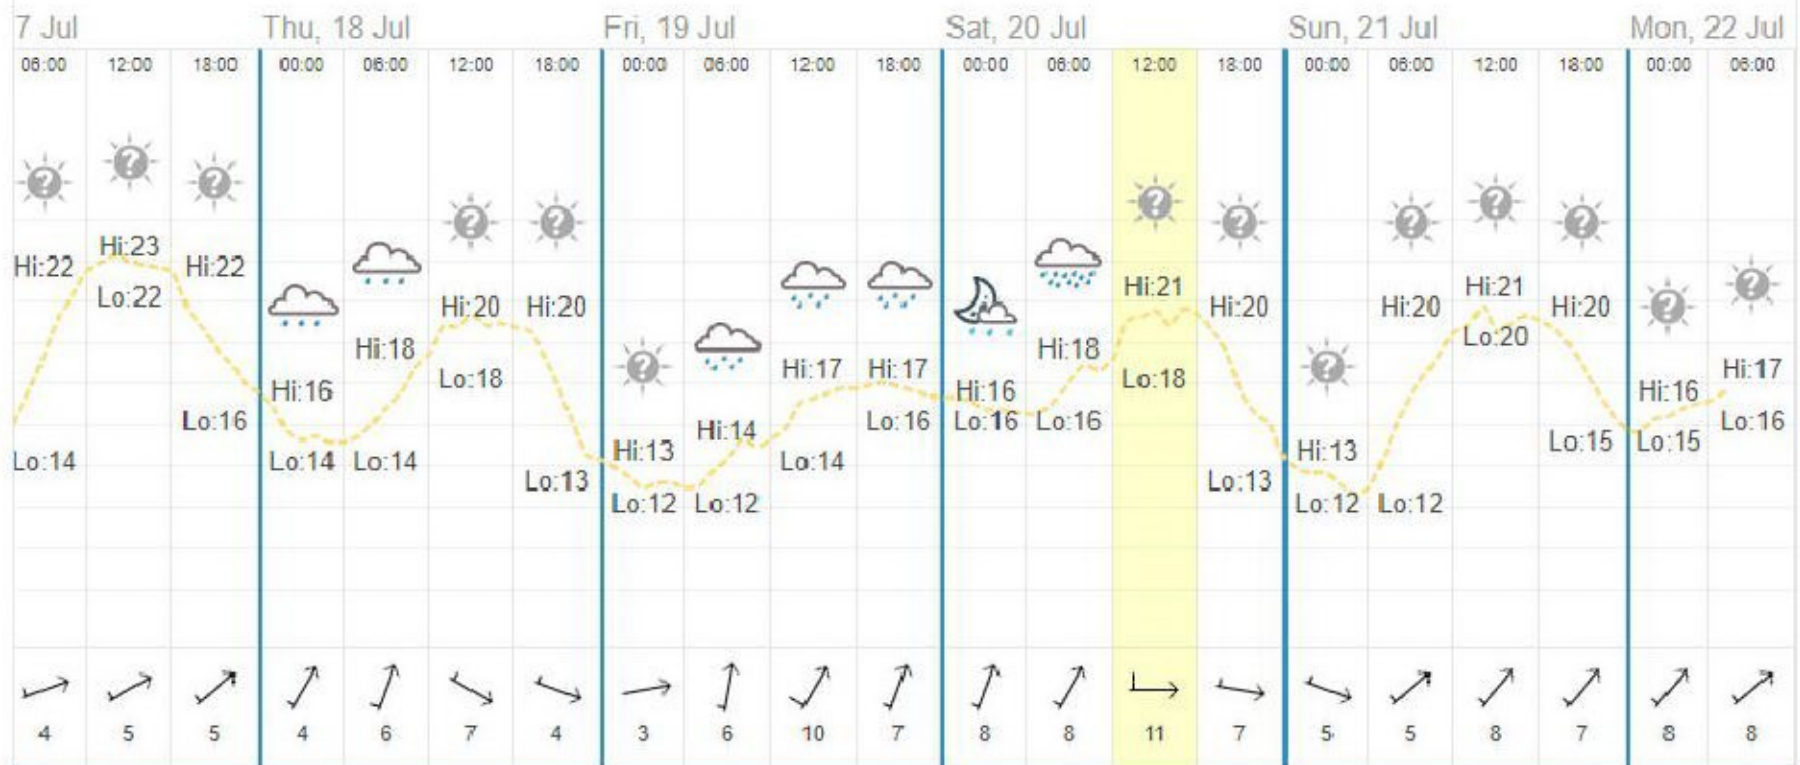 7 Jul Thu, 18 Jul Fri, 19 Jul Sat, 20 Jul Sun, 21 Jul Mon, 22 Jul
06:00 12:00 18:00 00:00 06:00 12:00 18:00 00:00 06:00 12:00 18:00 00:00 06:00 12:00 18:00 00:00 06:00 12:00 18:00 00:00 06:00
? ? ? ? ? ? ? ? ? ? ? ? ?
Hi:22 Hi:23 Hi:22 Hi:16 Hi:18 Hi:20 Hi:20 Hi:13 Hi:14 Hi:17 Hi:17 Hi:16 Hi:18 Hi:21 Hi:20 Hi:13 Hi:20 Hi:21 Hi:20 Hi:16 Hi:17
Lo:14 Lo:22 Lo:16 Lo:14 Lo:14 Lo:18 Lo:13 Lo:12 Lo:12 Lo:14 Lo:16 Lo:16 Lo:16 Lo:18 Lo:13 Lo:12 Lo:12 Lo:20 Lo:15 Lo:15 Lo:16
4 5 5 4 6 7 4 3 6 10 7 8 8 11 7 5 5 8 7 8 8